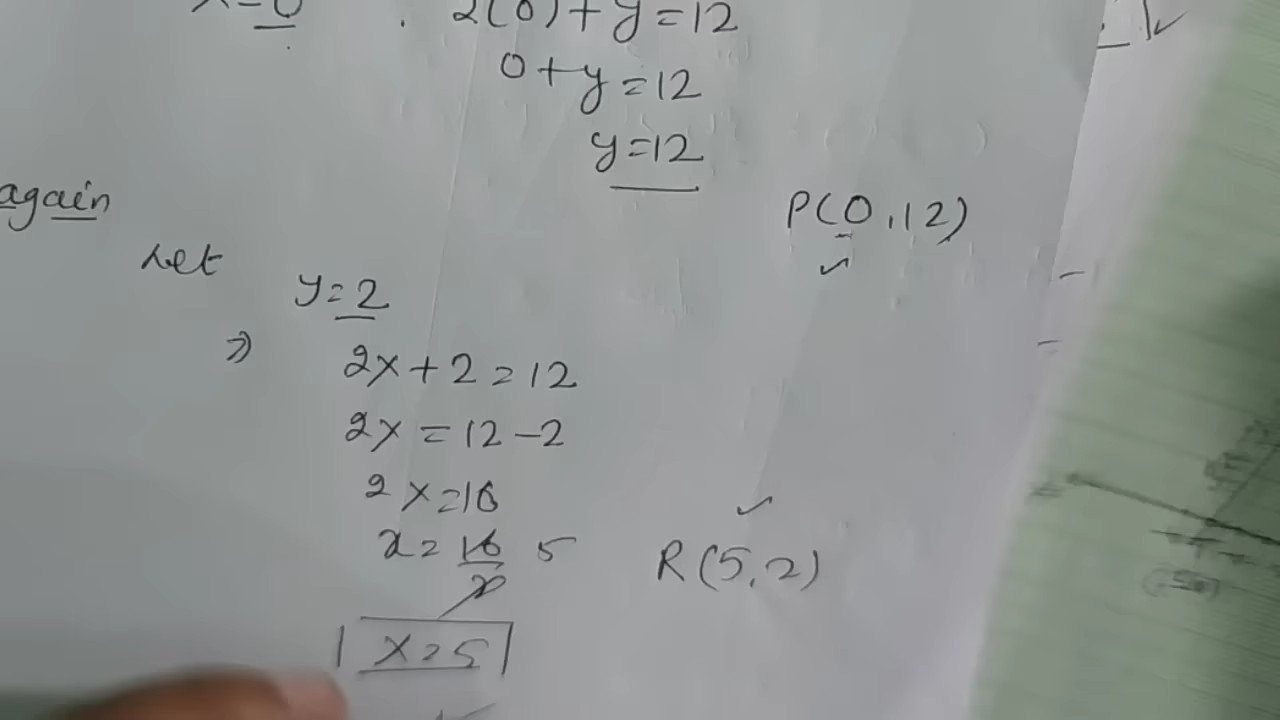 x=0 . 2(0)+y=12
0+y=12
y=12
again
P(0,12)
Let
y=2
⇒ 2x+2=12
2x=12-2
2x=10
x=10/2 5
R(5,2)
x=5